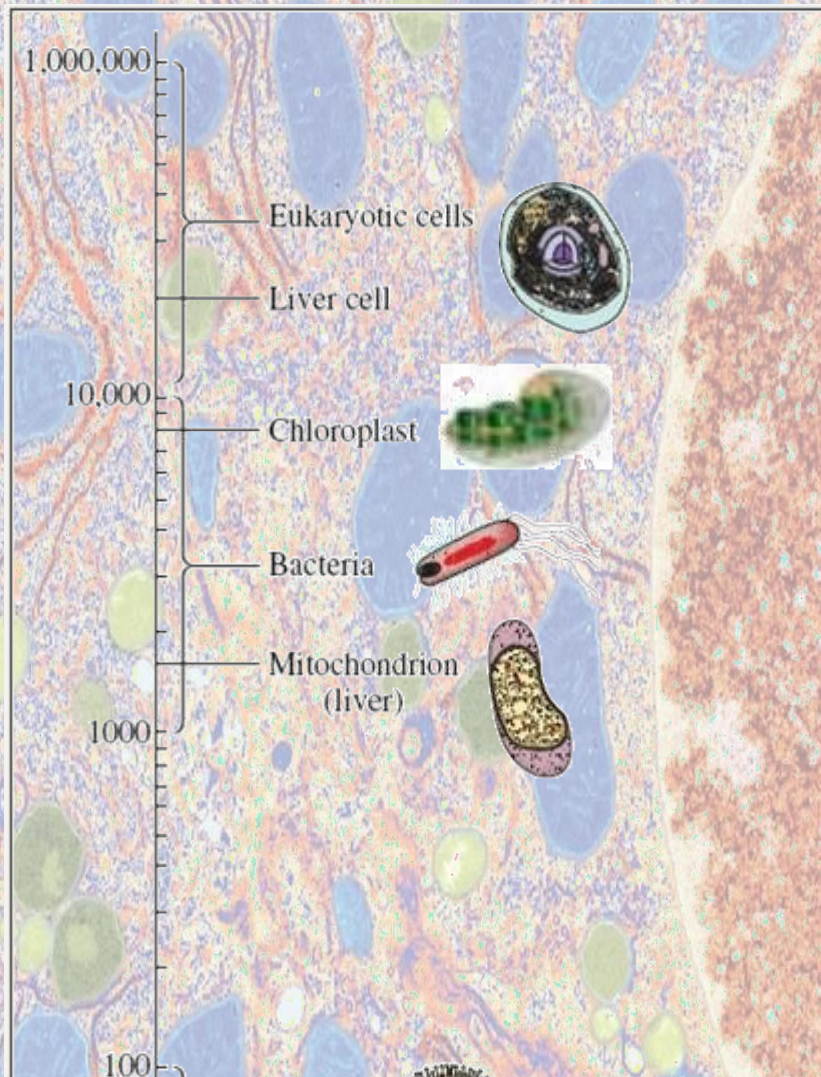 1,000,000
Eukaryotic cells
Liver cell
10,000
Chloroplast
Bacteria
Mitochondrion
(liver)
1000
100